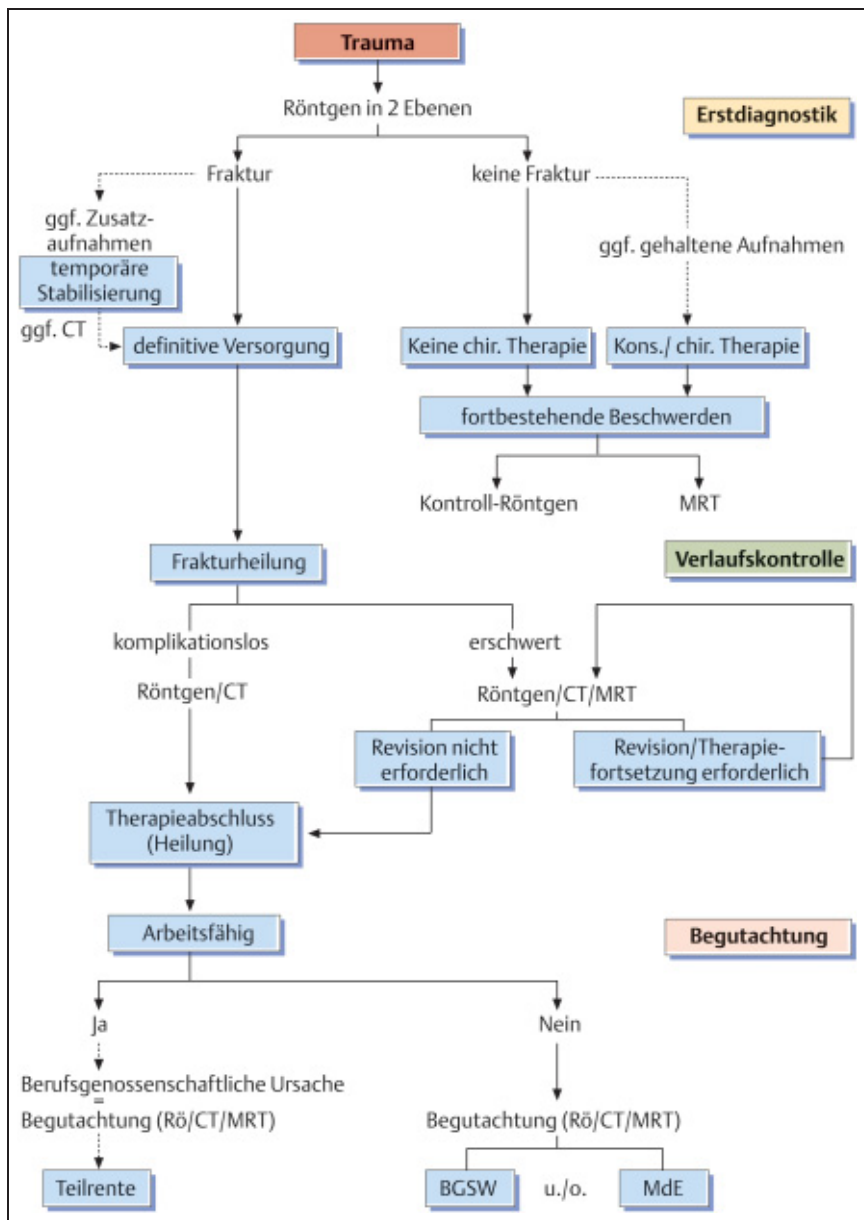 Trauma
Röntgen in 2 Ebenen
Erstdiagnostik
Fraktur
keine Fraktur
ggf. Zusatz-
aufnahmen
ggf. gehaltene Aufnahmen
temporäre
Stabilisierung
ggf. CT
definitive Versorgung
Keine chir. Therapie
Kons./ chir. Therapie
fortbestehende Beschwerden
Kontroll-Röntgen
MRT
Frakturheilung
Verlaufskontrolle
komplikationslos
erschwert
Röntgen/CT
Röntgen/CT/MRT
Revision nicht
erforderlich
Revision/Therapie-
fortsetzung erforderlich
Therapieabschluss
(Heilung)
Arbeitsfähig
Begutachtung
Ja
Nein
Berufsgenossenschaftliche Ursache
=
Begutachtung (Rö/CT/MRT)
Begutachtung (Rö/CT/MRT)
Teilrente
BGSW
u./o.
MdE